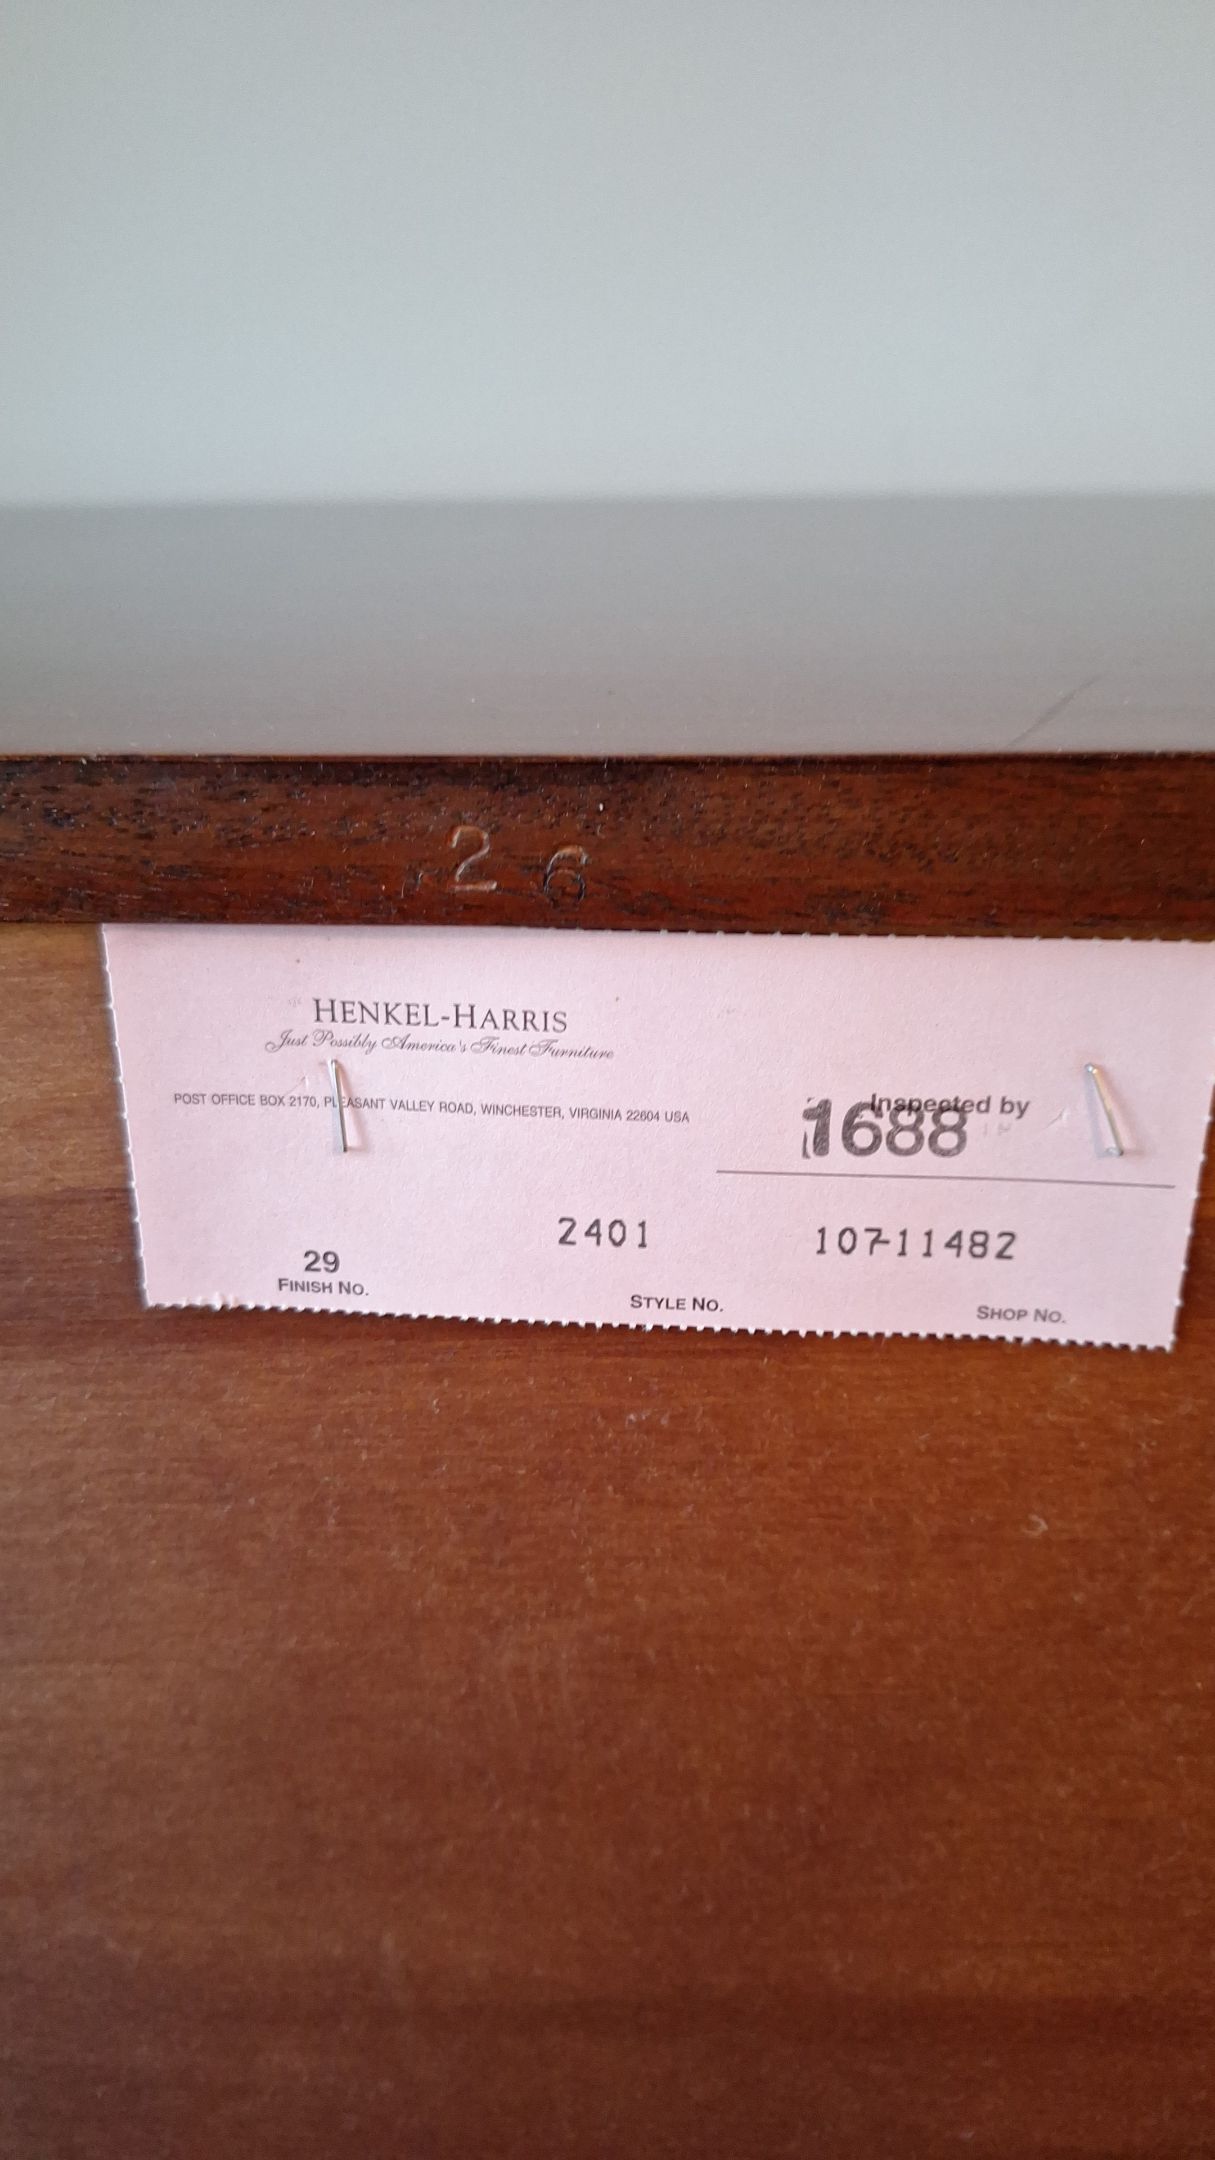 26
HENKEL-HARRIS
Just Possibly America's Finest Furniture
POST OFFICE BOX 2170, PLEASANT VALLEY ROAD, WINCHESTER, VIRGINIA 22604 USA
Inspected by
1688
29
FINISH NO.
2401
STYLE NO.
107-11482
SHOP NO.